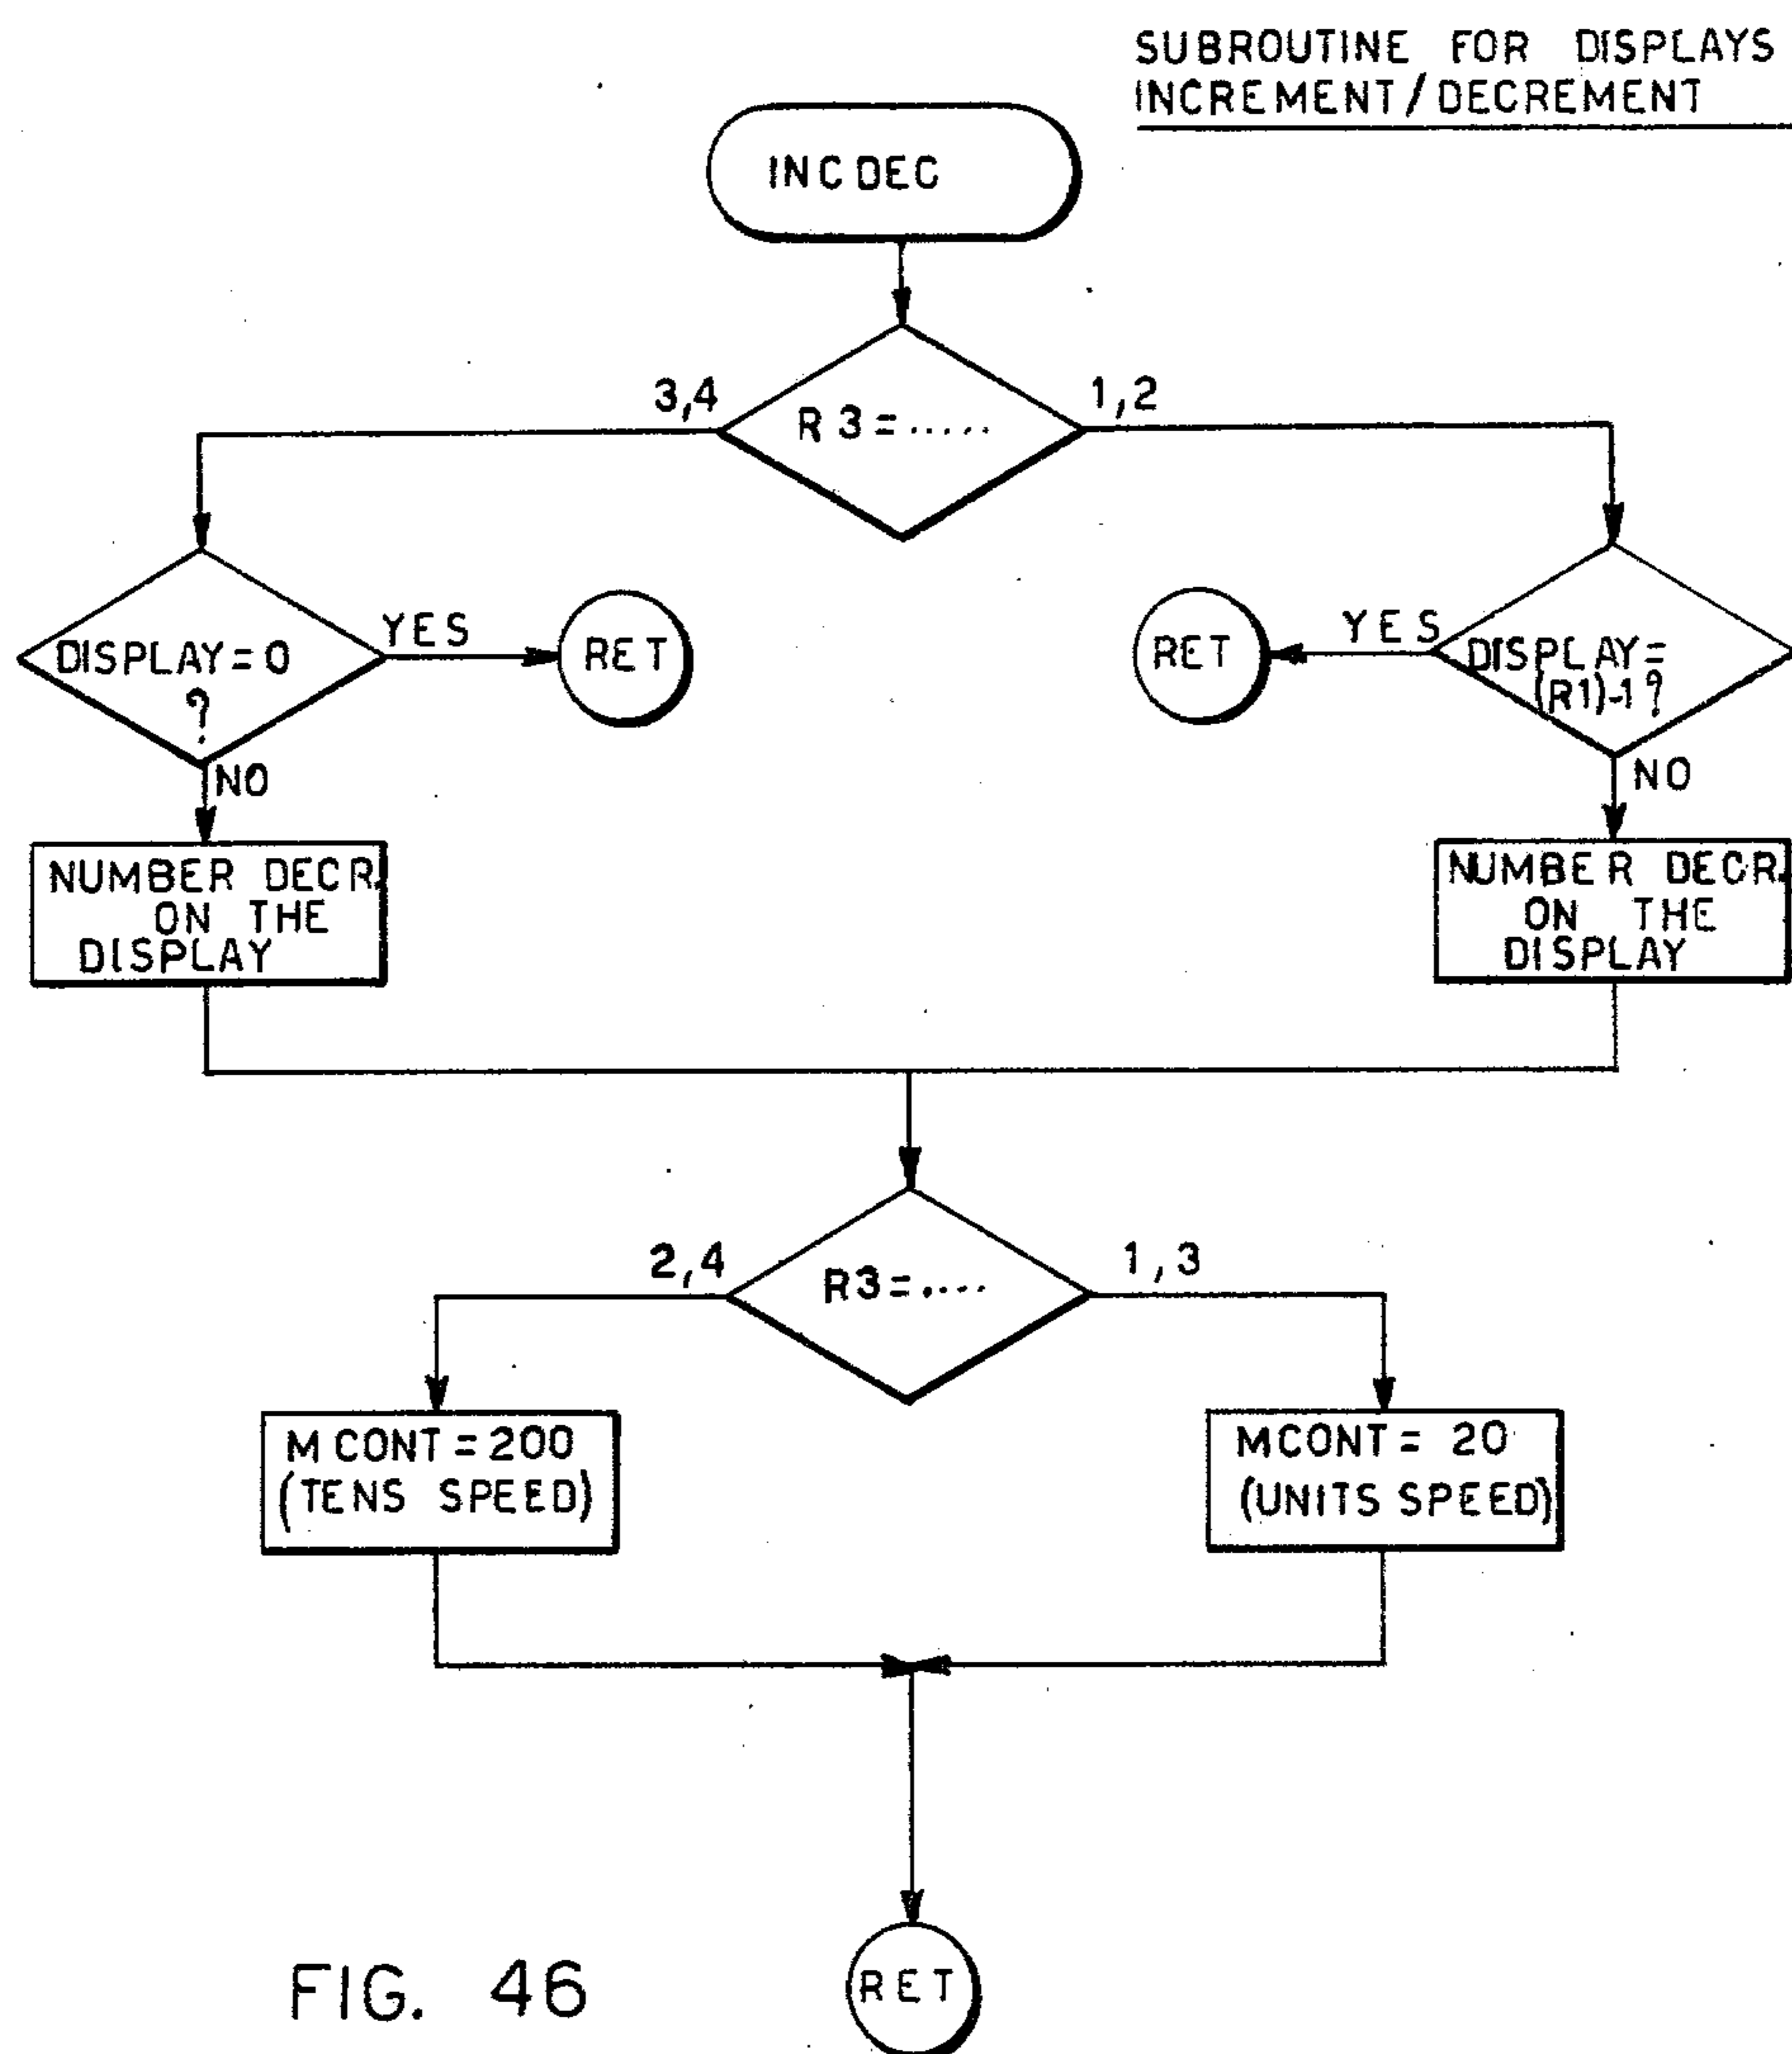 SUBROUTINE FOR DISPLAYS
INCREMENT/DECREMENT
INCDEC
3,4
R3=.....
1,2
DISPLAY=0
?
YES
RET
RET
YES
DISPLAY=
(R1)-1?
NO
NO
NUMBER DECR.
ON THE
DISPLAY
NUMBER DECR.
ON THE
DISPLAY
2,4
R3=.....
1,3
MCONT=200
(TENS SPEED)
MCONT= 20
(UNITS SPEED)
RET
FIG. 46